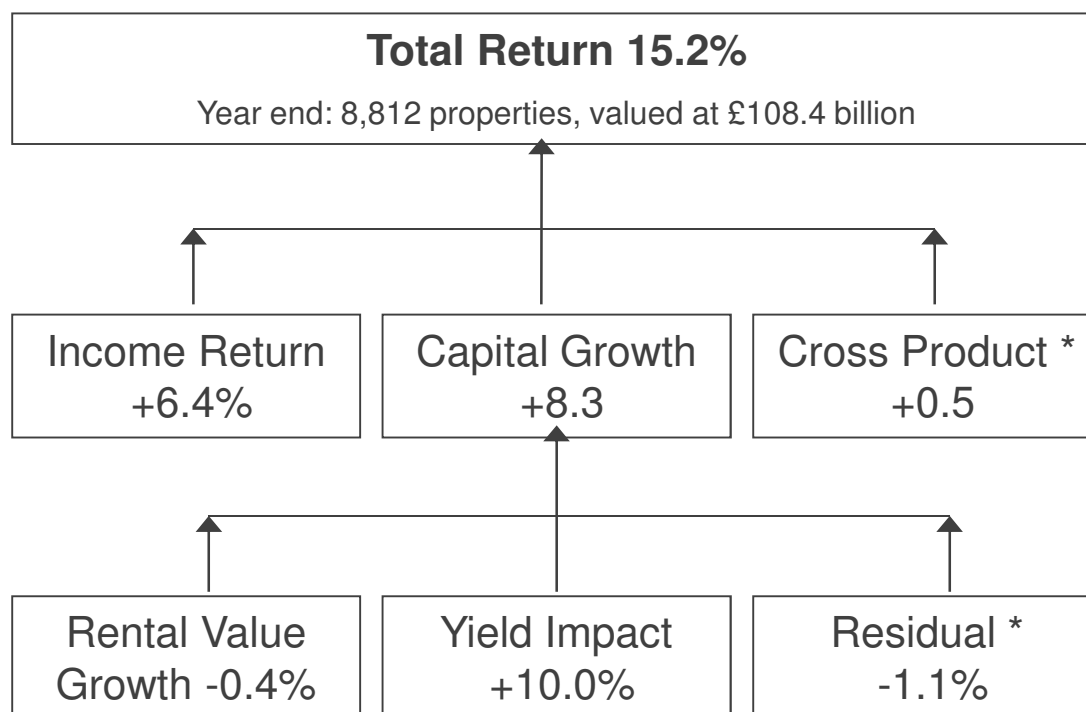 Total Return 15.2%
Year end: 8,812 properties, valued at £108.4 billion
Income Return
+6.4%
Capital Growth
+8.3
Cross Product *
+0.5
Rental Value
Growth -0.4%
Yield Impact
+10.0%
Residual *
-1.1%